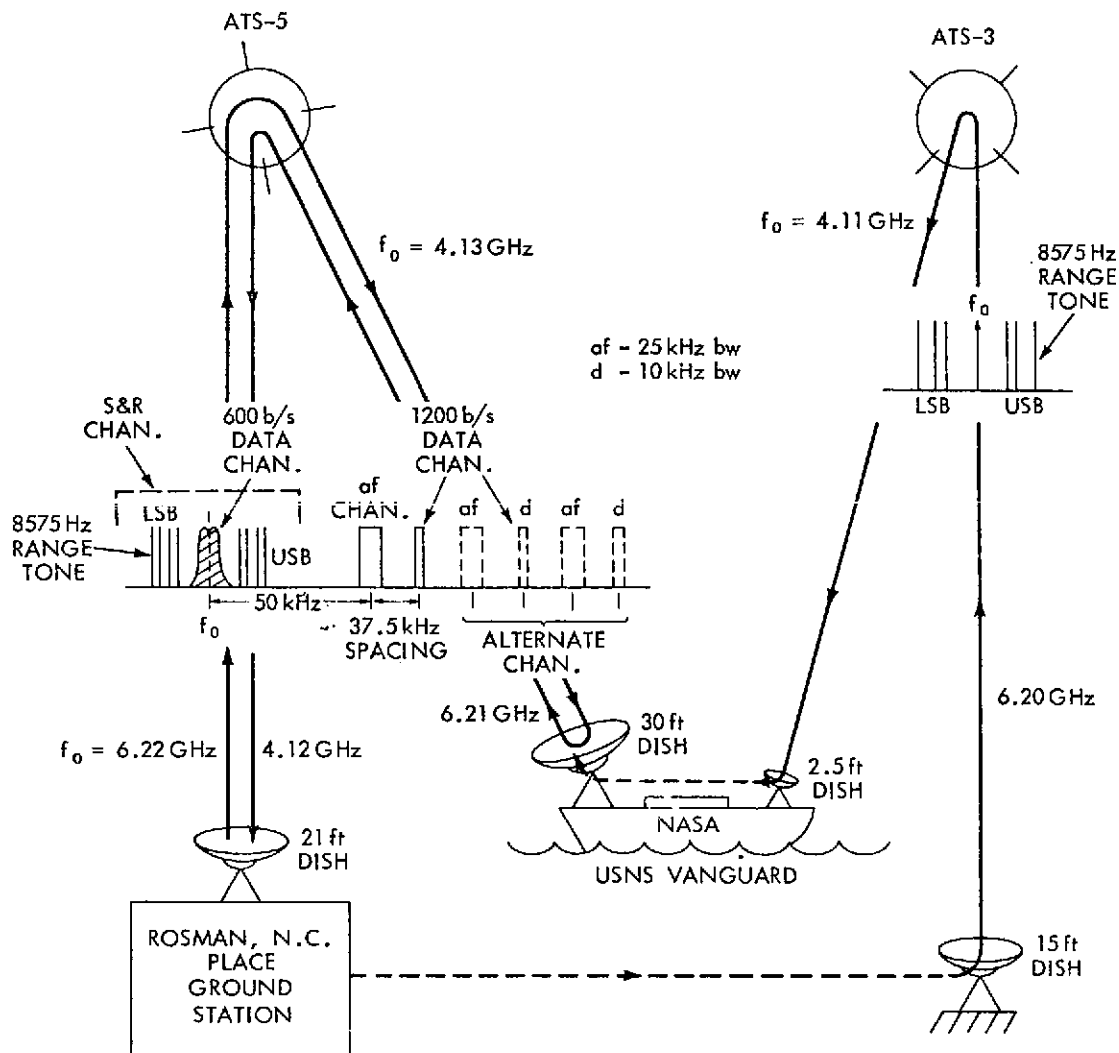 ATS-5
ATS-3
f₀ = 4.13 GHz
f₀ = 4.11 GHz
8575 Hz
RANGE
TONE
f₀
af - 25 kHz bw
d - 10 kHz bw
LSB
USB
S&R
CHAN.
600 b/s
DATA
CHAN.
1200 b/s
DATA
CHAN.
8575 Hz
RANGE
TONE
LSB
USB
af
CHAN.
af
d
af
d
50 kHz
f₀
37.5 kHz
SPACING
ALTERNATE
CHAN.
f₀ = 6.22 GHz
4.12 GHz
6.21 GHz
30 ft
DISH
2.5 ft
DISH
6.20 GHz
NASA
USNS VANGUARD
21 ft
DISH
ROSMAN, N.C.
PLACE
GROUND
STATION
15 ft
DISH